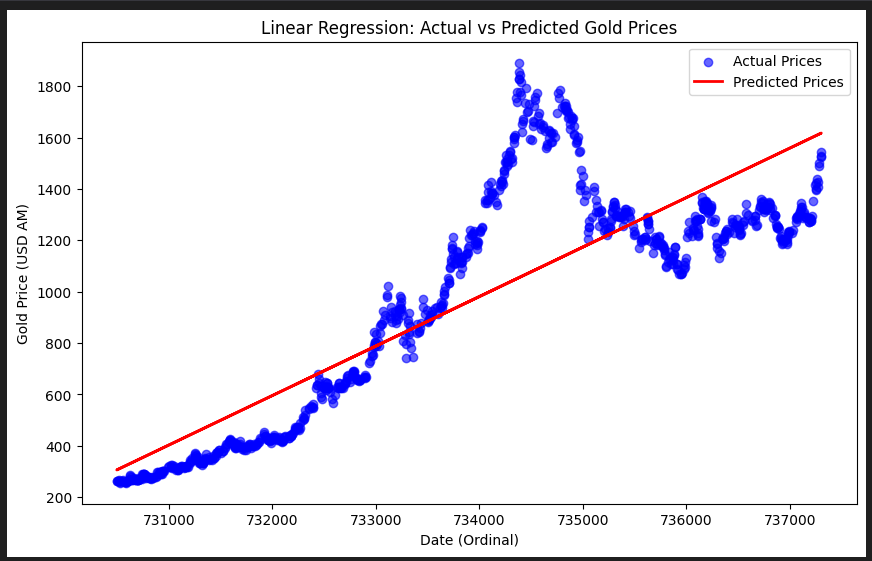 Linear Regression: Actual vs Predicted Gold Prices
Actual Prices
Predicted Prices
Gold Price (USD AM)
1800
1600
1400
1200
1000
800
600
400
200
731000 732000 733000 734000 735000 736000 737000
Date (Ordinal)